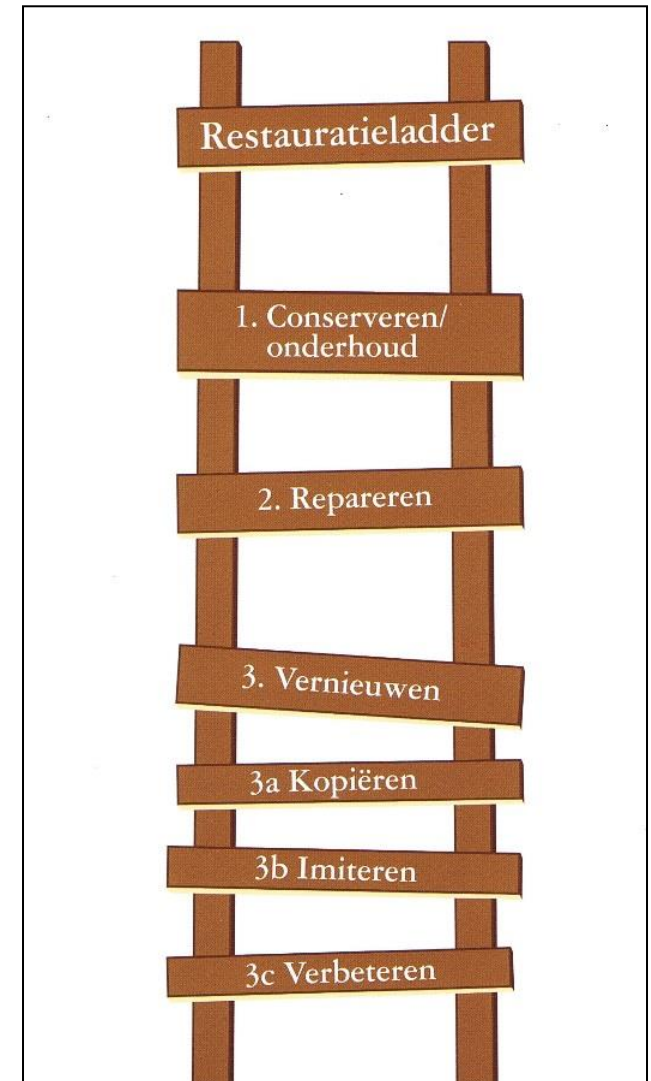 Restauratieladder
1. Conserveren/
onderhoud
2. Repareren
3. Vernieuwen
3a Kopiëren
3b Imiteren
3c Verbeteren